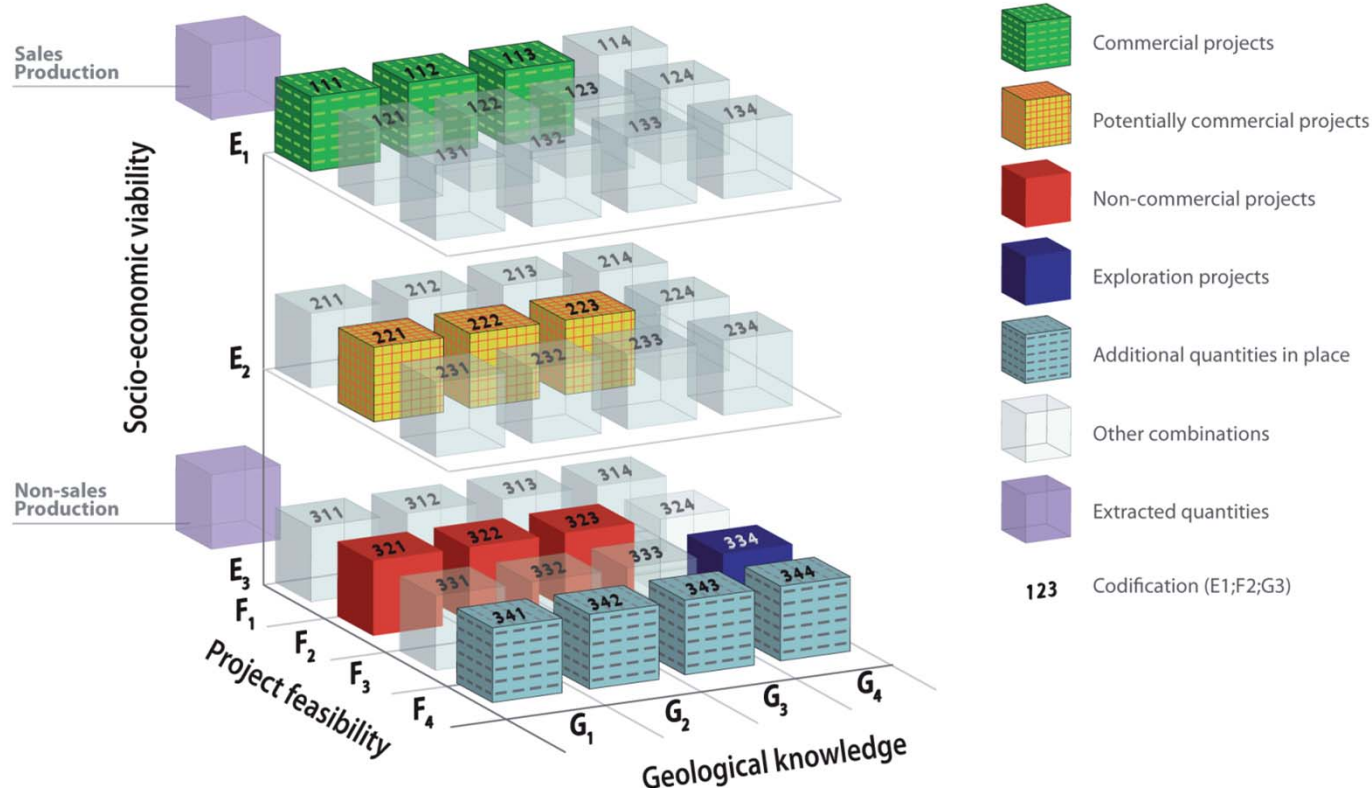 Sales
Production
111 112 113 114
121 122 123 124
131 132 133 134
E1
Socio-economic viability
211 212 213 214
221 222 223 224
231 232 233 234
E2
Non-sales
Production
311 312 313 314
321 322 323 324
331 332 333 334
341 342 343 344
E3
F1
F2
F3
F4
Project feasibility
G1
G2
G3
G4
Geological knowledge
Commercial projects
Potentially commercial projects
Non-commercial projects
Exploration projects
Additional quantities in place
Other combinations
Extracted quantities
123 Codification (E1;F2;G3)